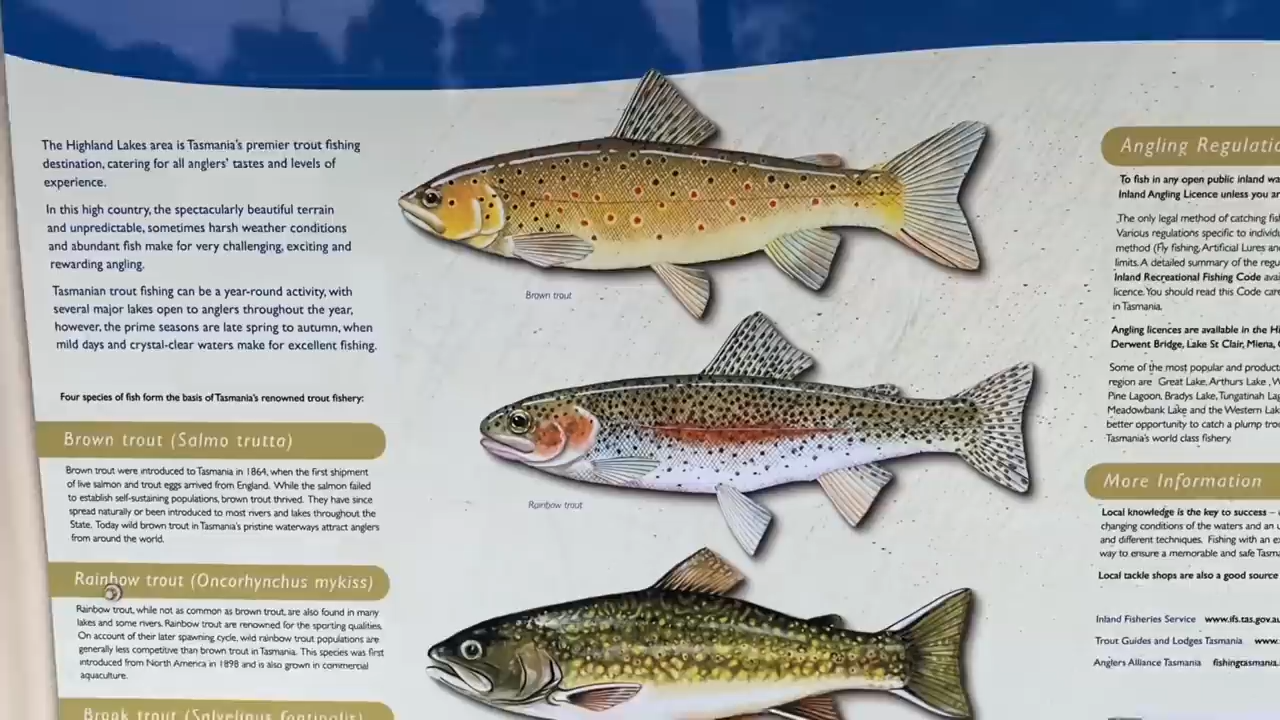 The Highland Lakes area is Tasmania's premier trout fishing
destination, catering for all anglers' tastes and levels of
experience.
In this high country, the spectacularly beautiful terrain
and unpredictable, sometimes harsh weather conditions
and abundant fish make for very challenging, exciting and
rewarding angling.
Tasmanian trout fishing can be a year-round activity, with
several major lakes open to anglers throughout the year,
however, the prime seasons are late spring to autumn, when
mild days and crystal-clear waters make for excellent fishing.
Four species of fish form the basis of Tasmania's renowned trout fishery:
Brown trout (Salmo trutta)
Brown trout were introduced to Tasmania in 1864, when the first shipment
of live salmon and trout eggs arrived from England. While the salmon failed
to establish self-sustaining populations, brown trout thrived. They have since
spread naturally or been introduced to most rivers and lakes throughout the
State. Today wild brown trout in Tasmania's pristine waterways attract anglers
from around the world.
Rainbow trout (Oncorhynchus mykiss)
Rainbow trout, while not as common as brown trout, are also found in many
lakes and some rivers. Rainbow trout are renowned for the sporting qualities.
On account of their later spawning cycle, wild rainbow trout populations are
generally less competitive than brown trout in Tasmania. This species was first
introduced from North America in 1898 and is also grown in commercial
aquaculture.
Brook trout (Salvelinus fontinalis)
Brown trout
Rainbow trout
Angling Regulatio
To fish in any open public inland wa
Inland Angling Licence unless you ar
The only legal method of catching fi
Various regulations specific to individu
method (Fly fishing, Artificial Lures an
limits. A detailed summary of the regu
Inland Recreational Fishing Code avai
licence. You should read this Code care
in Tasmania.
Angling licences are available in the Hi
Derwent Bridge, Lake St Clair, Miena,
Some of the most popular and product
region are Great Lake, Arthurs Lake, W
Pine Lagoon, Bradys Lake, Tungatinah Lag
Meadowbank Lake and the Western Lak
better opportunity to catch a plump trou
Tasmania's world class fishery.
More Information
Local knowledge is the key to success –
changing conditions of the waters and an u
and different techniques. Fishing with an ex
way to ensure a memorable and safe Tasm
Local tackle shops are also a good source
Inland Fisheries Service www.ifs.tas.gov.au
Trout Guides and Lodges Tasmania www.
Anglers Alliance Tasmania fishingtasmania.